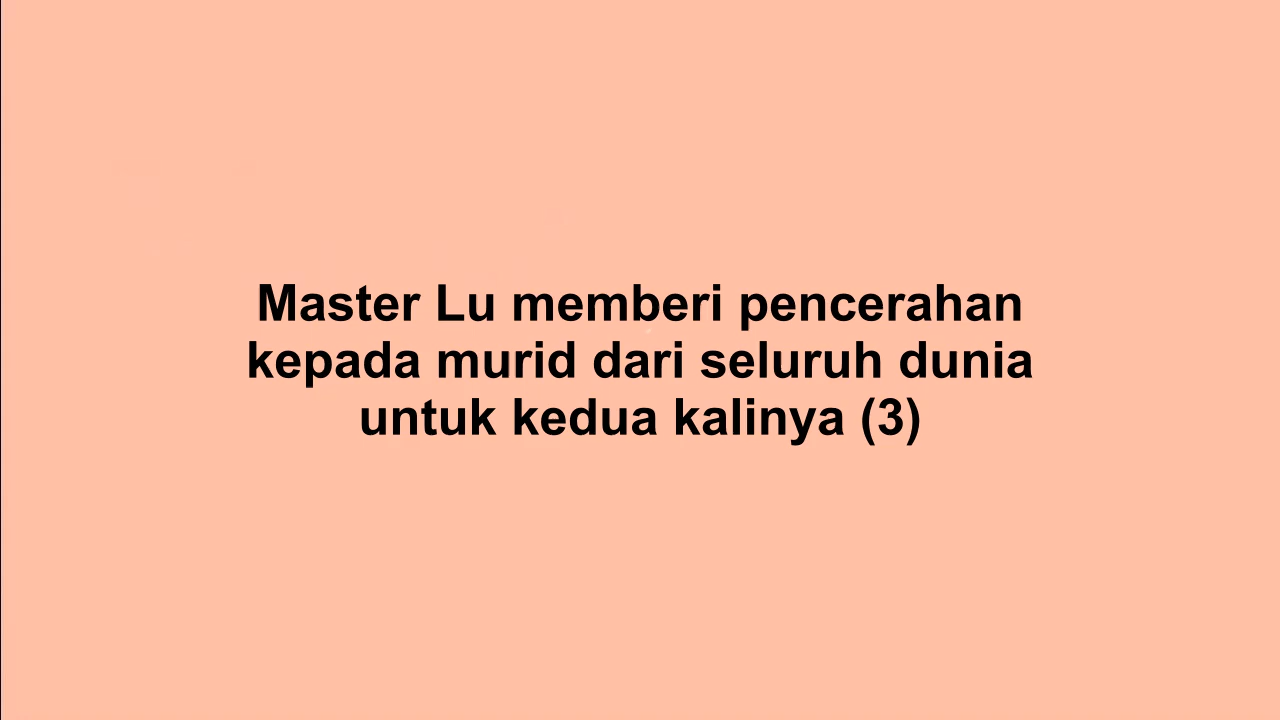 Master Lu memberi pencerahan
kepada murid dari seluruh dunia
untuk kedua kalinya (3)